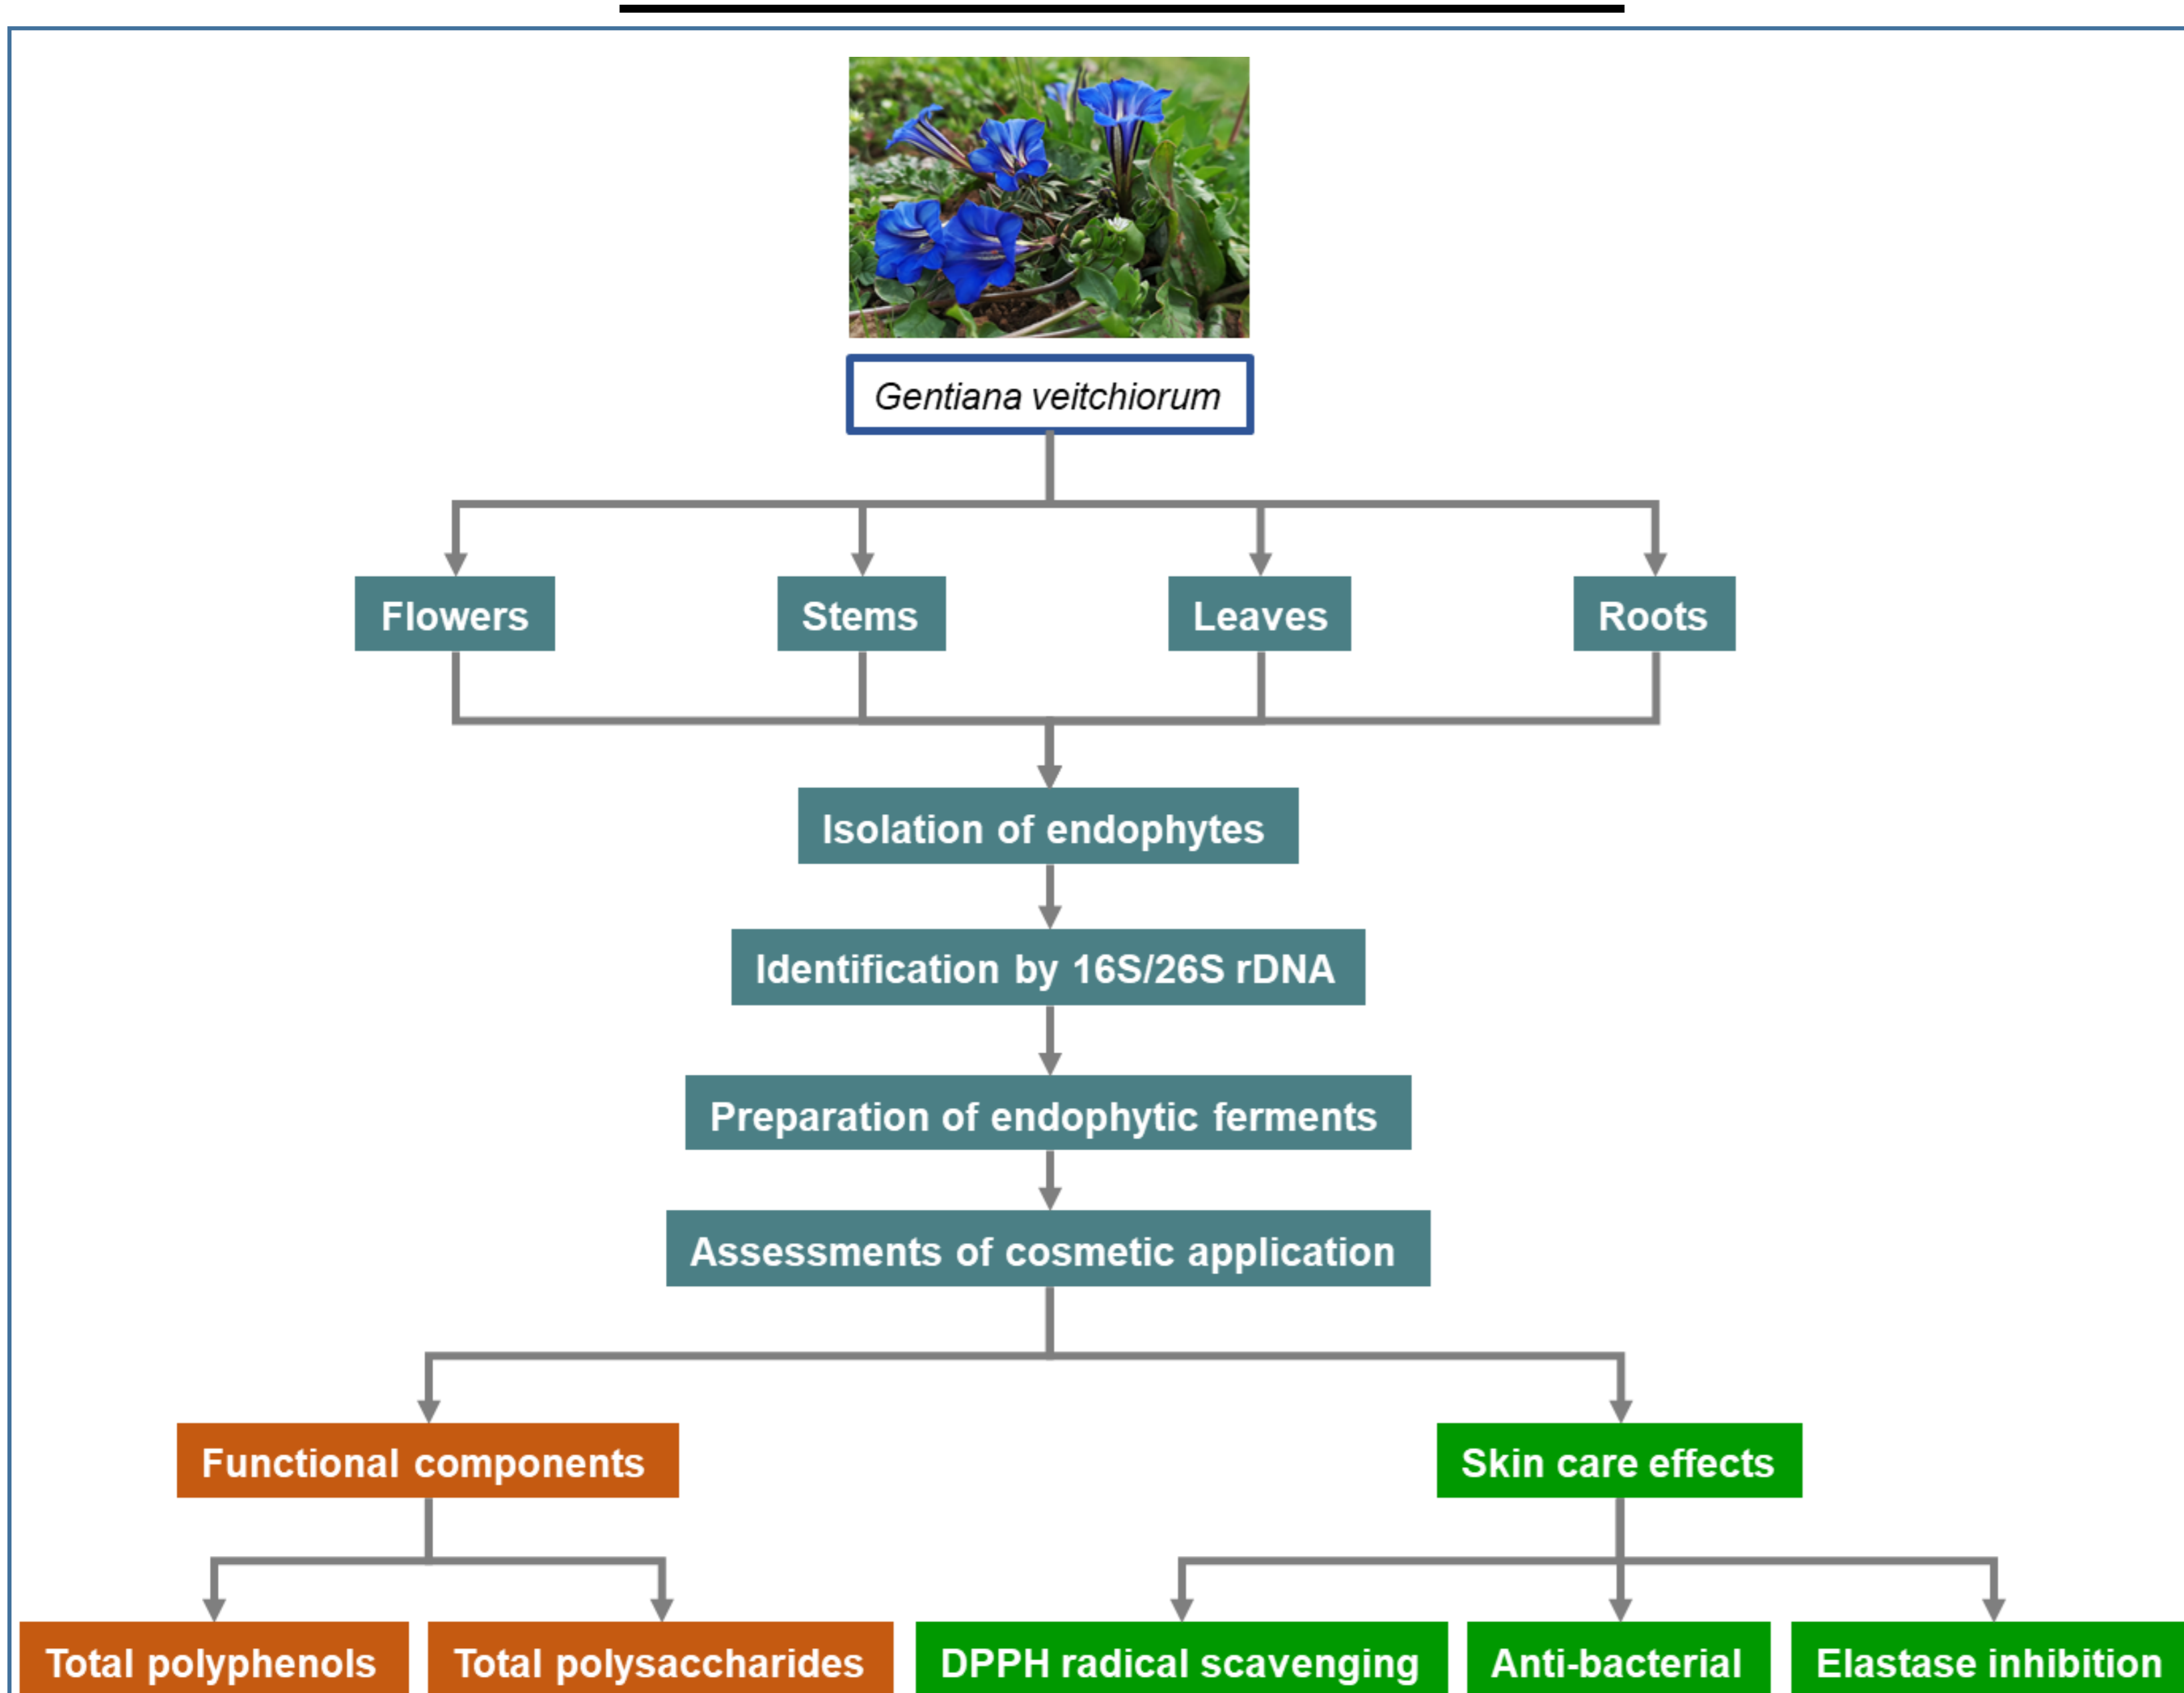 Gentiana veitchiorum
Flowers
Stems
Leaves
Roots
Isolation of endophytes
Identification by 16S/26S rDNA
Preparation of endophytic ferments
Assessments of cosmetic application
Functional components
Skin care effects
Total polyphenols
Total polysaccharides
DPPH radical scavenging
Anti-bacterial
Elastase inhibition